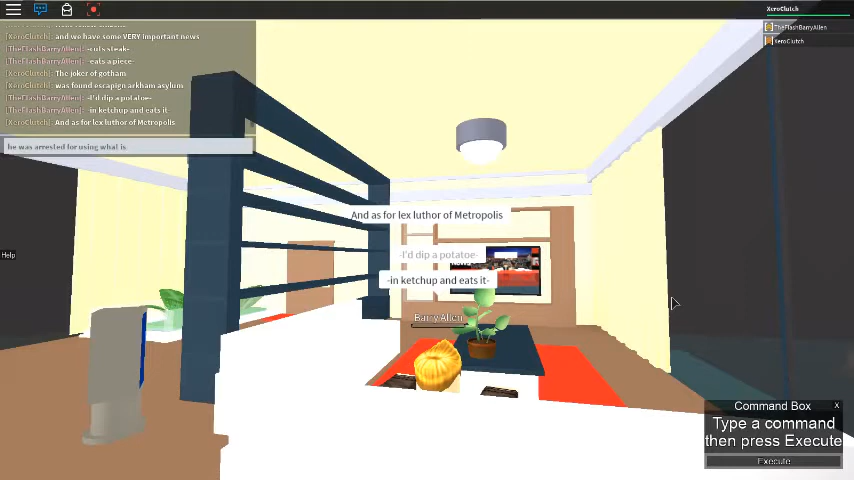 XeroClutch
TheFlashBarryAllen
XeroClutch
[XeroClutch]: and we have some VERY Important news
[TheFlashBarryAllen]: -cuts steak-
[TheFlashBarryAllen]: -eats a piece-
[XeroClutch]: The joker of gotham
[XeroClutch]: was found escapign arkham asylum
[TheFlashBarryAllen]: -I'd dip a potatoe-
[TheFlashBarryAllen]: -in ketchup and eats it-
[XeroClutch]: And as for lex luthor of Metropolis
he was arrested for using what is
And as for lex luthor of Metropolis
-I'd dip a potatoe-
-in ketchup and eats it-
Help
Barry Allen
Command Box X
Type a command
then press Execute
Execute